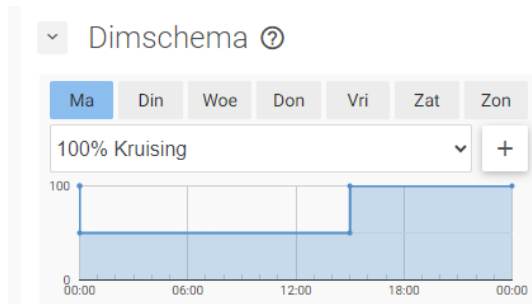 Dimschema
Ma Din Woe Don Vri Zat Zon
100% Kruising +
100
0
00:00 06:00 12:00 18:00 00:00